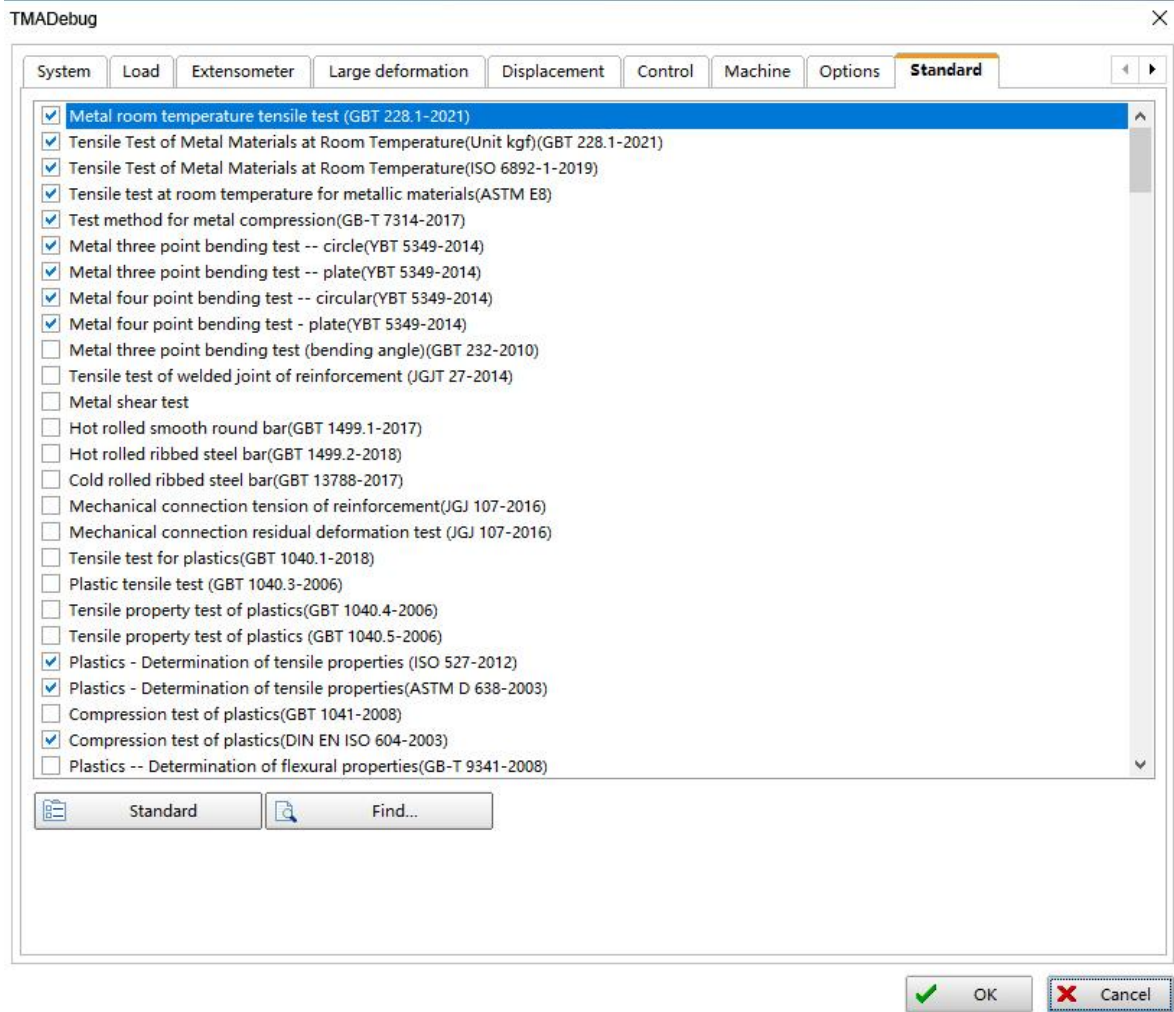 TMADebug
System Load Extensometer Large deformation Displacement Control Machine Options Standard
Metal room temperature tensile test (GBT 228.1-2021)
Tensile Test of Metal Materials at Room Temperature(Unit kgf)(GBT 228.1-2021)
Tensile Test of Metal Materials at Room Temperature(ISO 6892-1-2019)
Tensile test at room temperature for metallic materials(ASTM E8)
Test method for metal compression(GB-T 7314-2017)
Metal three point bending test -- circle(YBT 5349-2014)
Metal three point bending test -- plate(YBT 5349-2014)
Metal four point bending test -- circular(YBT 5349-2014)
Metal four point bending test - plate(YBT 5349-2014)
Metal three point bending test (bending angle)(GBT 232-2010)
Tensile test of welded joint of reinforcement (JGJT 27-2014)
Metal shear test
Hot rolled smooth round bar(GBT 1499.1-2017)
Hot rolled ribbed steel bar(GBT 1499.2-2018)
Cold rolled ribbed steel bar(GBT 13788-2017)
Mechanical connection tension of reinforcement(JGJ 107-2016)
Mechanical connection residual deformation test (JGJ 107-2016)
Tensile test for plastics(GBT 1040.1-2018)
Plastic tensile test (GBT 1040.3-2006)
Tensile property test of plastics(GBT 1040.4-2006)
Tensile property test of plastics (GBT 1040.5-2006)
Plastics - Determination of tensile properties (ISO 527-2012)
Plastics - Determination of tensile properties(ASTM D 638-2003)
Compression test of plastics(GBT 1041-2008)
Compression test of plastics(DIN EN ISO 604-2003)
Plastics -- Determination of flexural properties(GB-T 9341-2008)
Standard Find...
OK Cancel